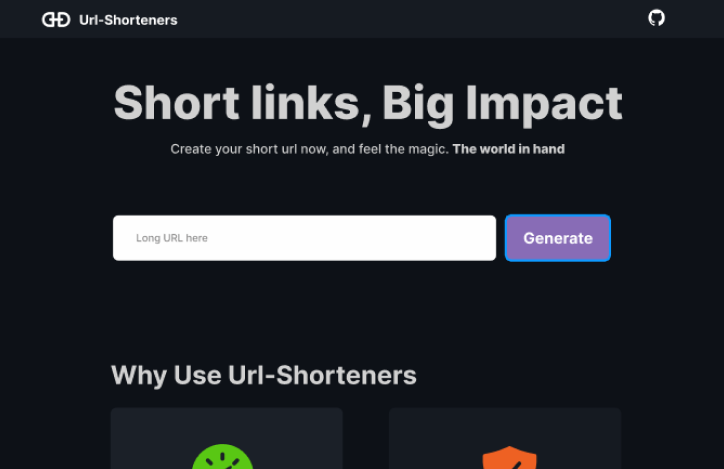 Url-Shorteners
Short links, Big Impact
Create your short url now, and feel the magic. The world in hand
Long URL here
Generate
Why Use Url-Shorteners